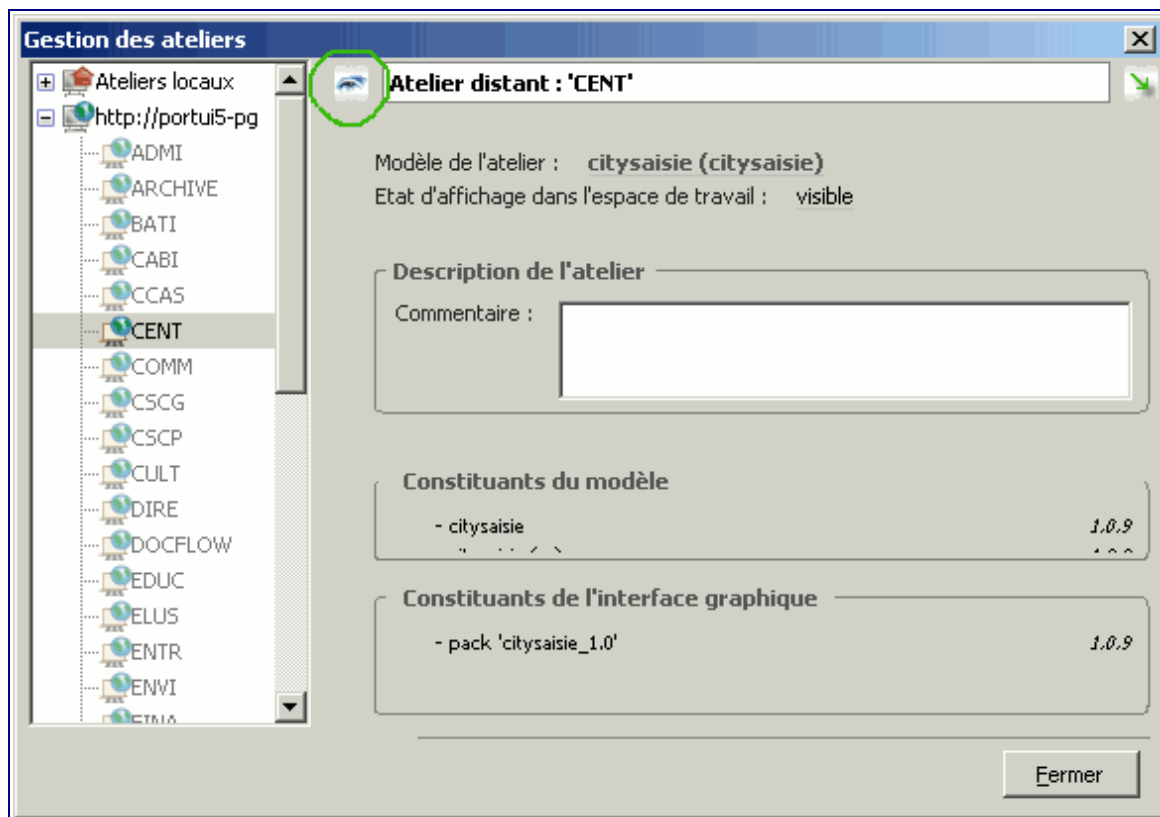 Gestion des ateliers
Ateliers locaux
http://portui5-pg
ADMI
ARCHIVE
BATI
CABI
CCAS
CENT
COMM
CSCG
CSCP
CULT
DIRE
DOCFLOW
EDUC
ELUS
ENTR
ENVI
FINA
Atelier distant : 'CENT'
Modèle de l'atelier : citysaisie (citysaisie)
Etat d'affichage dans l'espace de travail : visible
Description de l'atelier
Commentaire :
Constituants du modèle
- citysaisie 1.0.9
Constituants de l'interface graphique
- pack 'citysaisie_1.0' 1.0.9
Fermer